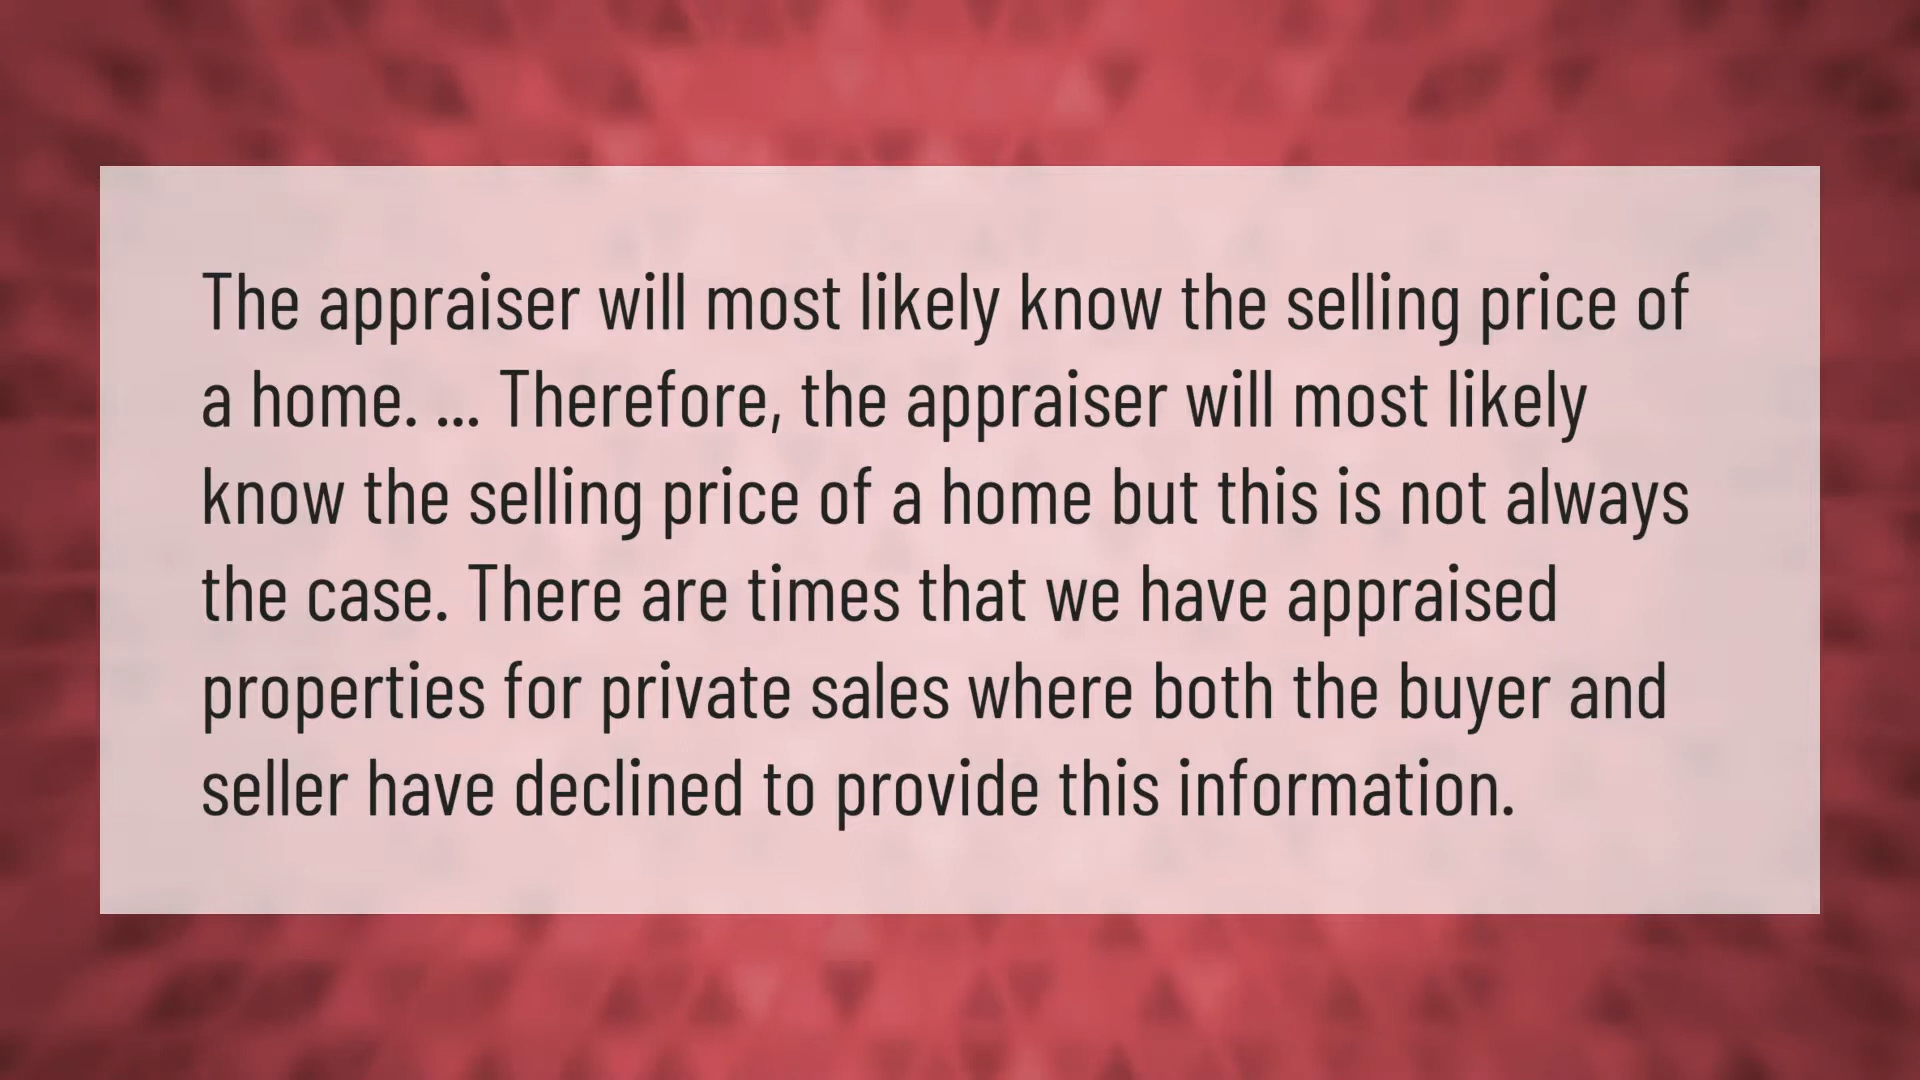 The appraiser will most likely know the selling price of
a home. ... Therefore, the appraiser will most likely
know the selling price of a home but this is not always
the case. There are times that we have appraised
properties for private sales where both the buyer and
seller have declined to provide this information.